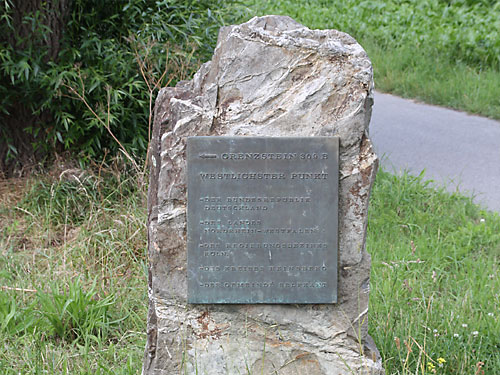 GRENZSTEIN 309 B
WESTLICHSTER PUNKT
-DER BUNDESREPUBLIK
DEUTSCHLAND
-DES LANDES
NORDRHEIN-WESTFALEN
-DES REGIERUNGSBEZIRKES
KÖLN
-DES KREISES HEINSBERG
-DER GEMEINDE SELFKANT